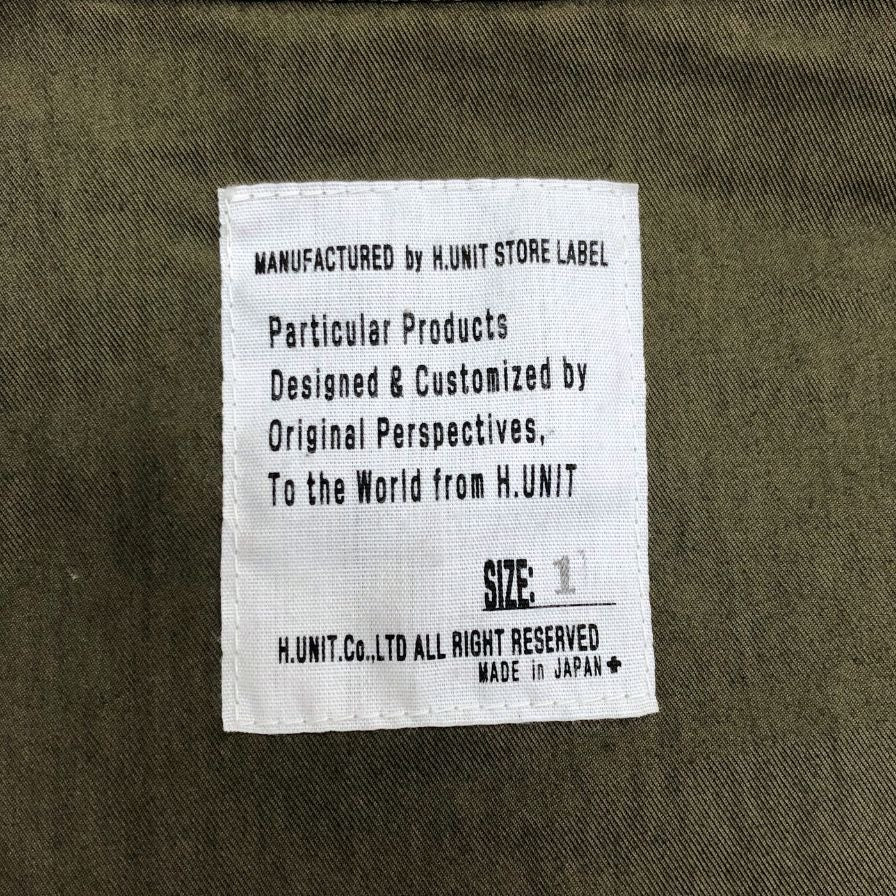 MANUFACTURED by H.UNIT STORE LABEL
Particular Products
Designed & Customized by
Original Perspectives,
To the World from H.UNIT
SIZE: 1
H.UNIT.Co.,LTD ALL RIGHT RESERVED
MADE in JAPAN